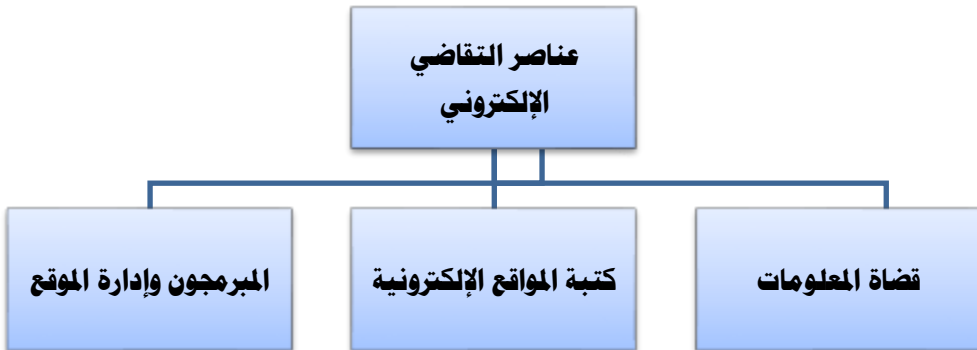 عناصر التقاضي
الإلكتروني
قضاة المعلومات
كتبة المواقع الإلكترونية
المبرمجون وإدارة الموقع